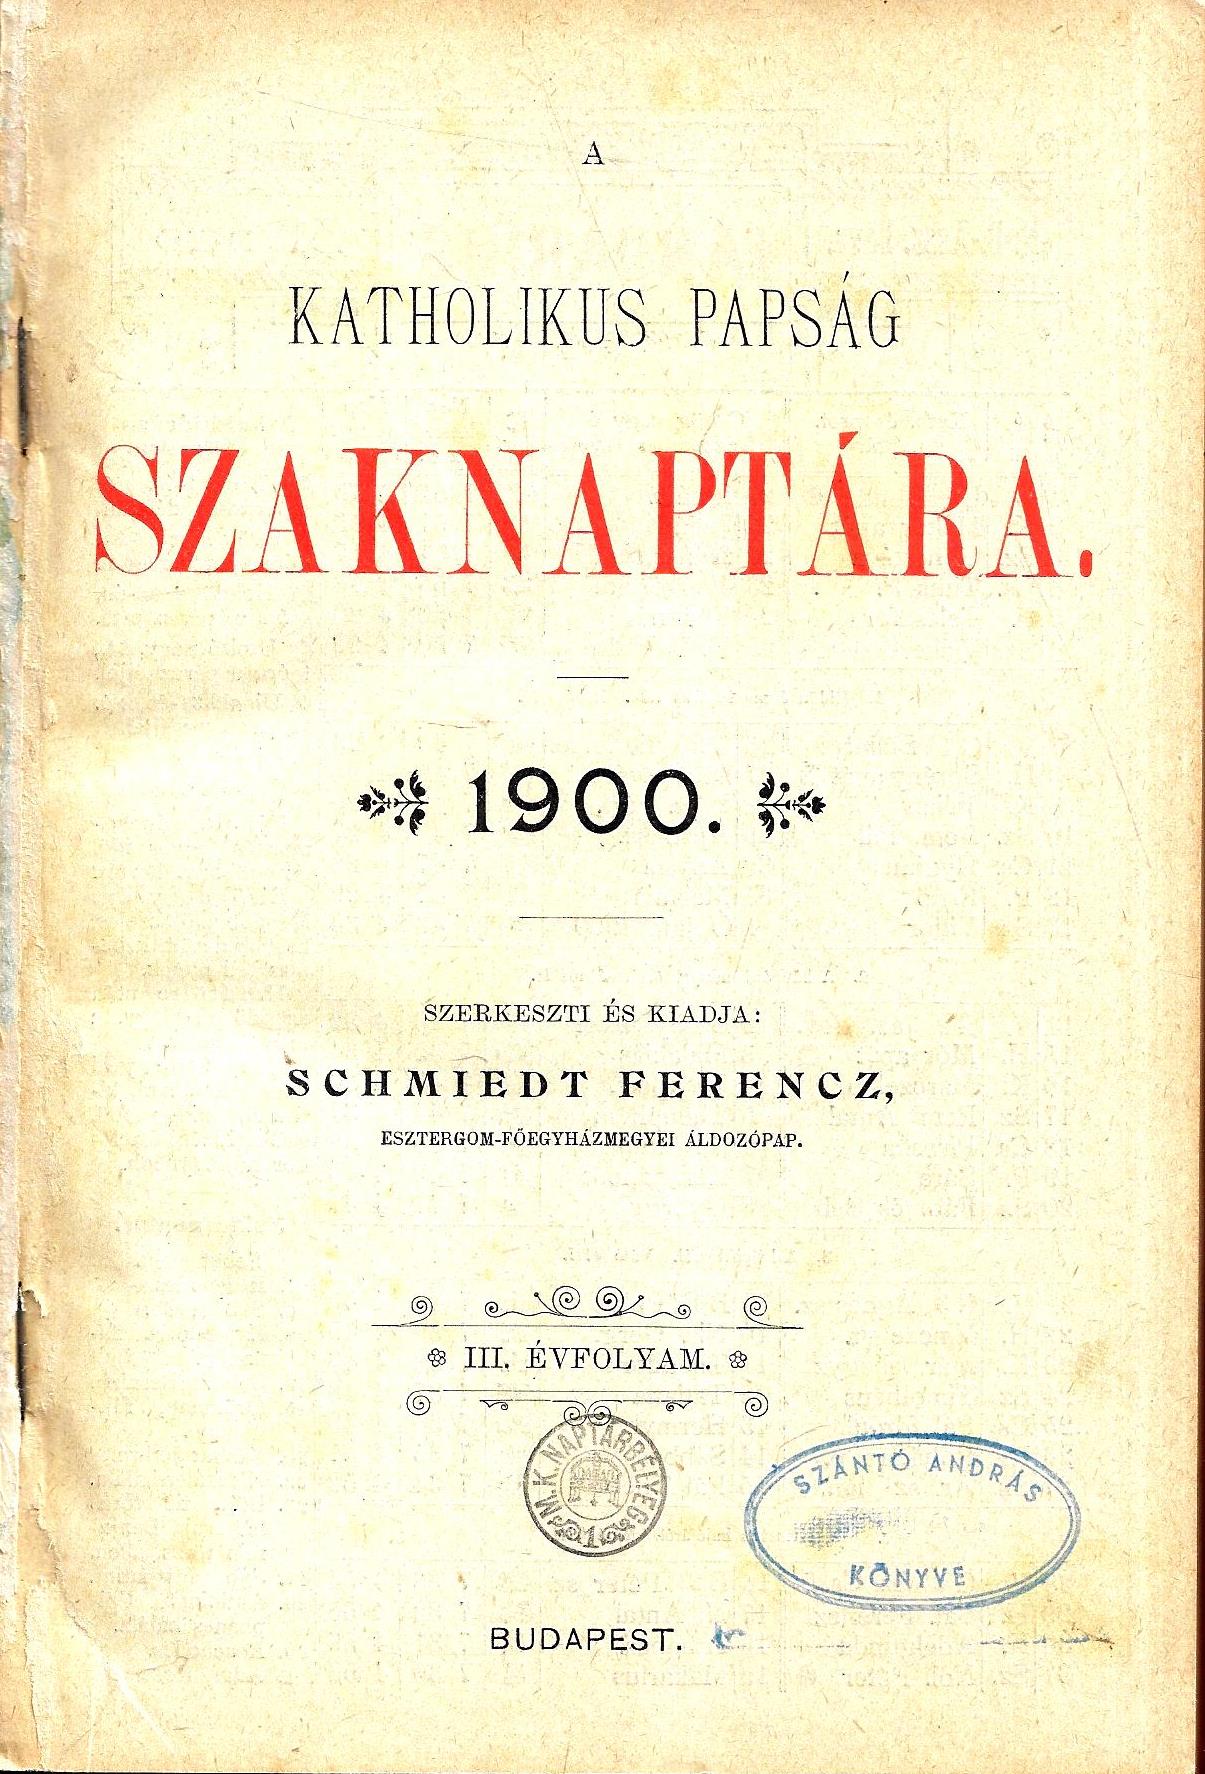 A
KATHOLIKUS PAPSÁG
SZAKNAPTÁRA.
1900.
SZERKESZTI ÉS KIADJA:
SCHMIEDT FERENCZ,
ESZTERGOM-FŐEGYHÁZMEGYEI ÁLDOZÓPAP.
III. ÉVFOLYAM.
M. K. NAPTÁRBÉLYEG
1
SZÁNTÓ ANDRÁS
KÖNYVE
BUDAPEST.